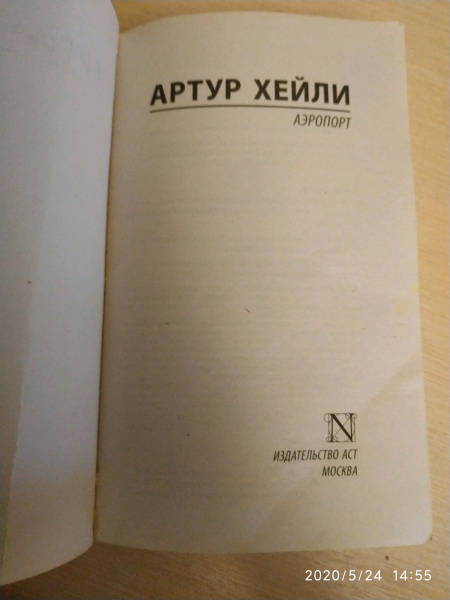 АРТУР ХЕЙЛИ
АЭРОПОРТ
N
ИЗДАТЕЛЬСТВО АСТ
МОСКВА
2020/5/24 14:55